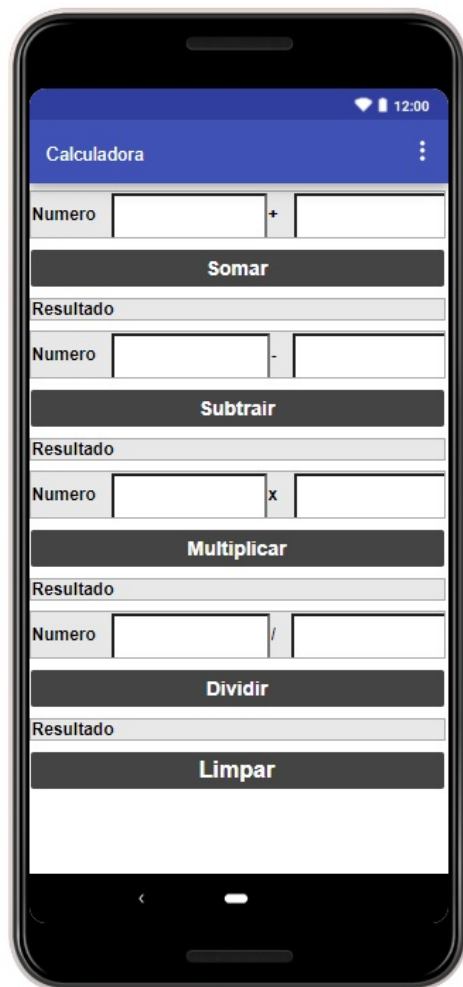 12:00
Calculadora
Numero +
Somar
Resultado
Numero -
Subtrair
Resultado
Numero x
Multiplicar
Resultado
Numero /
Dividir
Resultado
Limpar